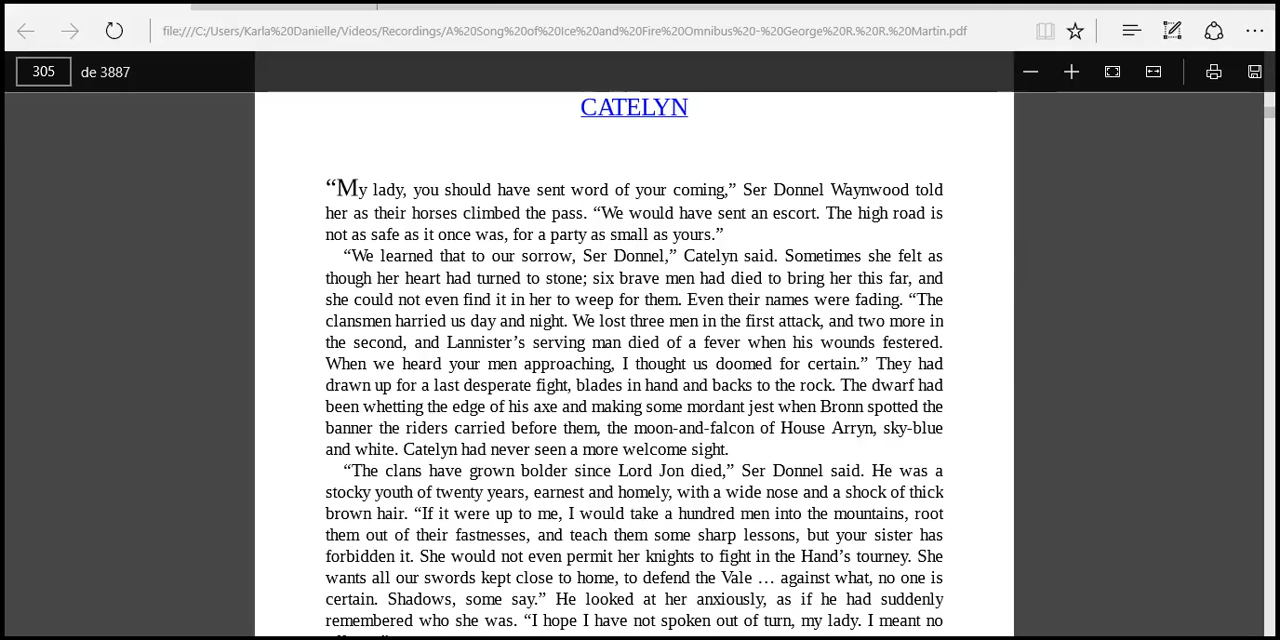 file:///C:/Users/Karla%20Danielle/Videos/Recordings/A%20Song%20of%20Ice%20and%20Fire%20Omnibus%20-%20George%20R.%20R.%20Martin.pdf
305 de 3887
CATELYN
“My lady, you should have sent word of your coming,” Ser Donnel Waynwood told
her as their horses climbed the pass. “We would have sent an escort. The high road is
not as safe as it once was, for a party as small as yours.”
“We learned that to our sorrow, Ser Donnel,” Catelyn said. Sometimes she felt as
though her heart had turned to stone; six brave men had died to bring her this far, and
she could not even find it in her to weep for them. Even their names were fading. “The
clansmen harried us day and night. We lost three men in the first attack, and two more in
the second, and Lannister’s serving man died of a fever when his wounds festered.
When we heard your men approaching, I thought us doomed for certain.” They had
drawn up for a last desperate fight, blades in hand and backs to the rock. The dwarf had
been whetting the edge of his axe and making some mordant jest when Bronn spotted the
banner the riders carried before them, the moon-and-falcon of House Arryn, sky-blue
and white. Catelyn had never seen a more welcome sight.
“The clans have grown bolder since Lord Jon died,” Ser Donnel said. He was a
stocky youth of twenty years, earnest and homely, with a wide nose and a shock of thick
brown hair. “If it were up to me, I would take a hundred men into the mountains, root
them out of their fastnesses, and teach them some sharp lessons, but your sister has
forbidden it. She would not even permit her knights to fight in the Hand’s tourney. She
wants all our swords kept close to home, to defend the Vale … against what, no one is
certain. Shadows, some say.” He looked at her anxiously, as if he had suddenly
remembered who she was. “I hope I have not spoken out of turn, my lady. I meant no